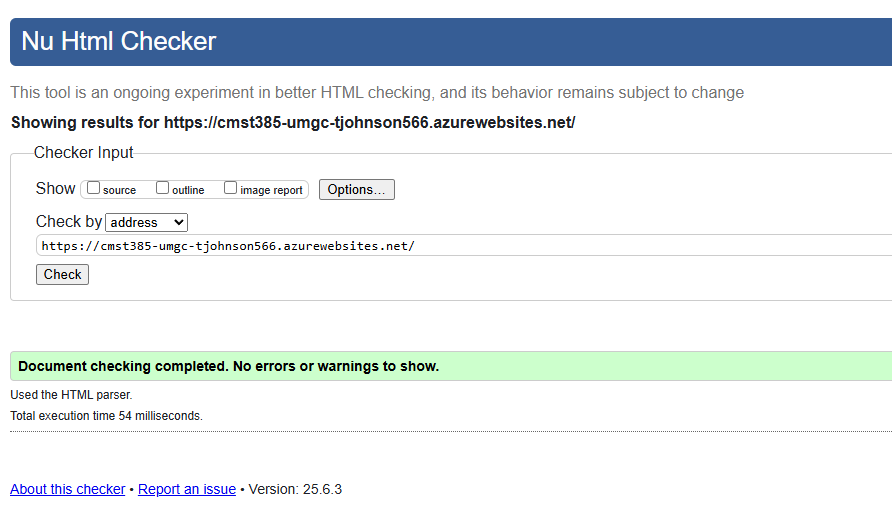 Nu Html Checker
This tool is an ongoing experiment in better HTML checking, and its behavior remains subject to change
Showing results for https://cmst385-umgc-tjohnson566.azurewebsites.net/
Checker Input
Show source outline image report Options...
Check by address
https://cmst385-umgc-tjohnson566.azurewebsites.net/
Check
Document checking completed. No errors or warnings to show.
Used the HTML parser.
Total execution time 54 milliseconds.
About this checker • Report an issue • Version: 25.6.3